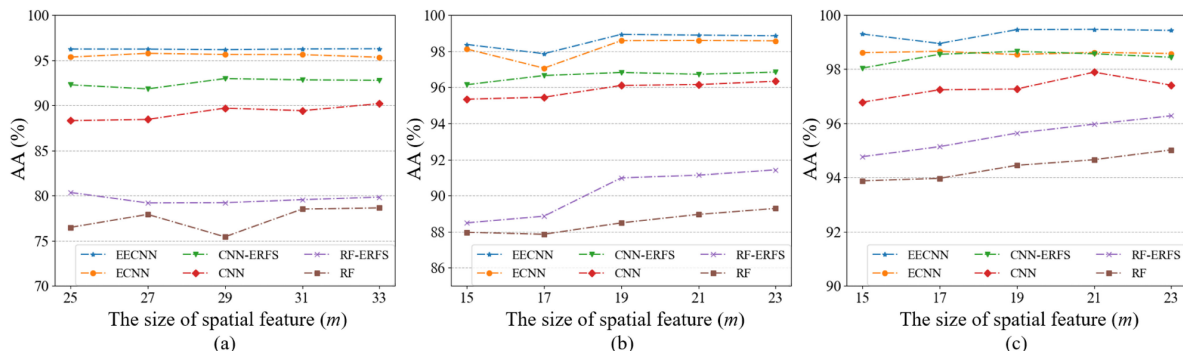 100
95
90
85
80
75
70
AA (%)
EECNN
CNN-ERFS
RF-ERFS
ECNN
CNN
RF
25
27
29
31
33
The size of spatial feature (m)
(a)
100
98
96
94
92
90
88
86
AA (%)
EECNN
CNN-ERFS
RF-ERFS
ECNN
CNN
RF
15
17
19
21
23
The size of spatial feature (m)
(b)
100
98
96
94
92
90
AA (%)
EECNN
CNN-ERFS
RF-ERFS
ECNN
CNN
RF
15
17
19
21
23
The size of spatial feature (m)
(c)